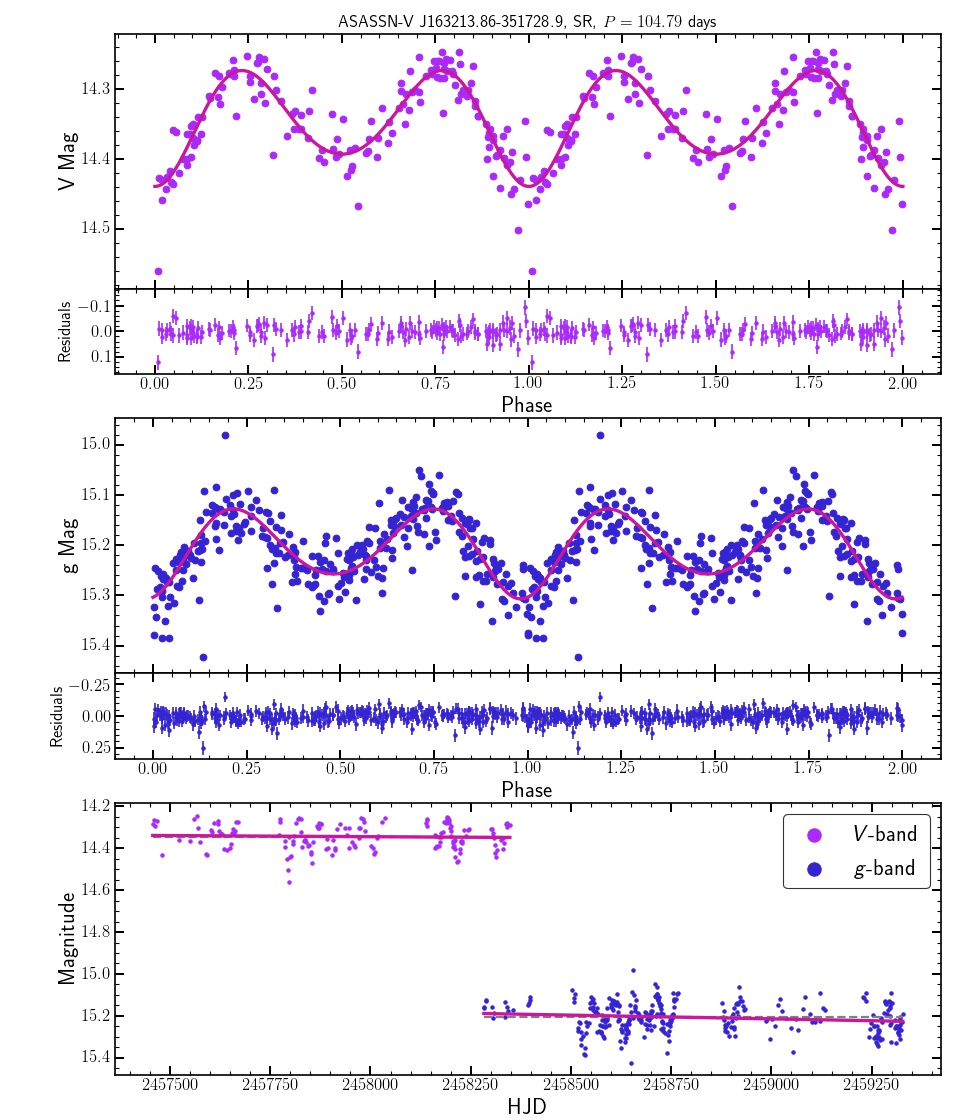 ASASSN-V J163213.86-351728.9, SR, P = 104.79 days
14.3
14.4
14.5
V Mag
−0.1
0.0
0.1
Residuals
0.00 0.25 0.50 0.75 1.00 1.25 1.50 1.75 2.00
Phase
15.0
15.1
15.2
15.3
15.4
g Mag
−0.25
0.00
0.25
Residuals
0.00 0.25 0.50 0.75 1.00 1.25 1.50 1.75 2.00
Phase
14.2
14.4
14.6
14.8
15.0
15.2
15.4
Magnitude
V-band
g-band
2457500 2457750 2458000 2458250 2458500 2458750 2459000 2459250
HJD